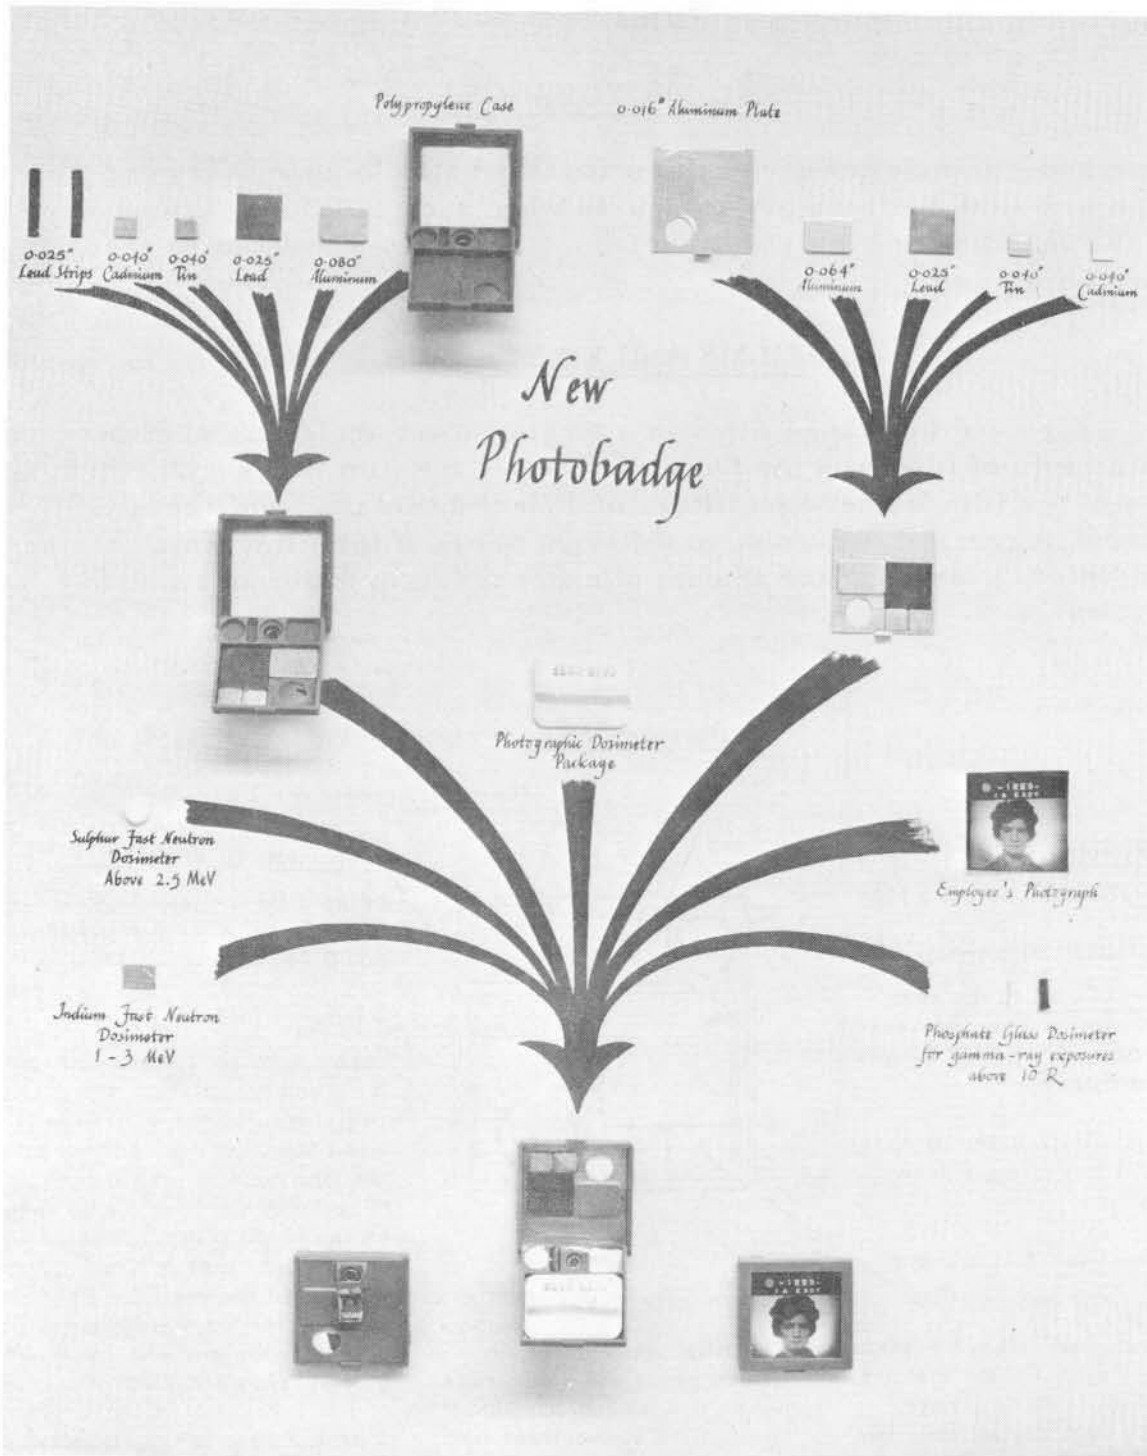 Polypropylene Case
0.016" Aluminum Plate
0.025"
Lead Strips
0.040"
Cadmium
0.040"
Tin
0.025"
Lead
0.080"
Aluminum
0.064"
Aluminum
0.025"
Lead
0.040"
Tin
0.040"
Cadmium
New
Photobadge
Photographic Dosimeter
Package
Sulphur Fast Neutron
Dosimeter
Above 2.5 MeV
Employee's Photograph
Indium Fast Neutron
Dosimeter
1 - 3 MeV
Phosphate Glass Dosimeter
for gamma-ray exposures
above 10 R